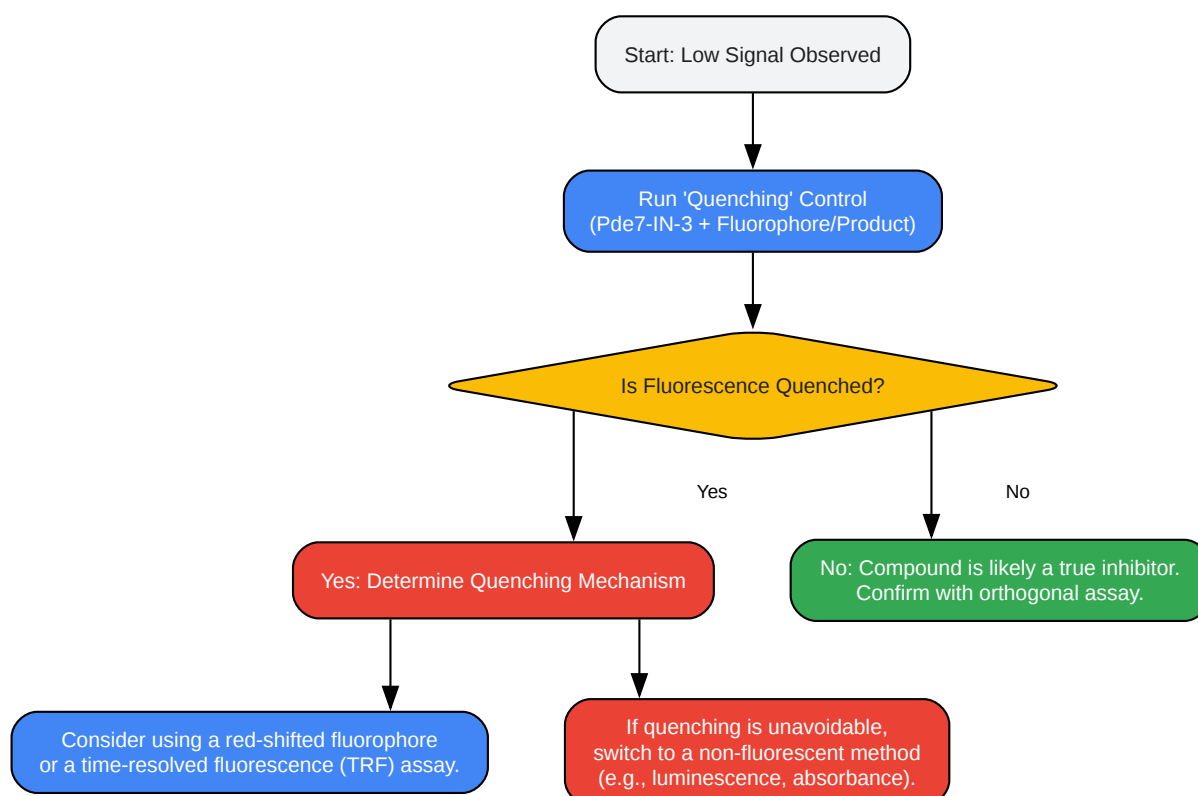 Start: Low Signal Observed
Run 'Quenching' Control
(Pde7-IN-3 + Fluorophore/Product)
Is Fluorescence Quenched?
Yes
No
Yes: Determine Quenching Mechanism
No: Compound is likely a true inhibitor.
Confirm with orthogonal assay.
Consider using a red-shifted fluorophore
or a time-resolved fluorescence (TRF) assay.
If quenching is unavoidable,
switch to a non-fluorescent method
(e.g., luminescence, absorbance).